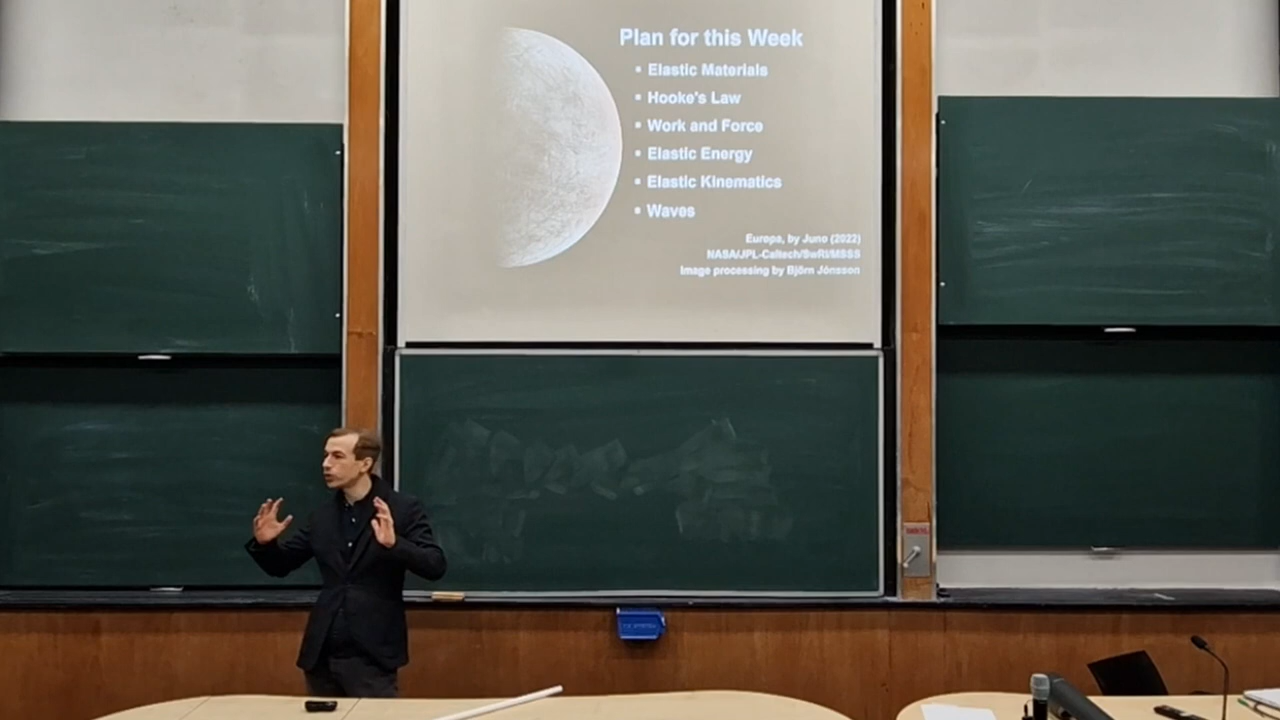 Plan for this Week
• Elastic Materials
• Hooke's Law
• Work and Force
• Elastic Energy
• Elastic Kinematics
• Waves
Europa, by Juno (2022)
NASA/JPL-Caltech/SwRI/MSSS
Image processing by Björn Jónsson